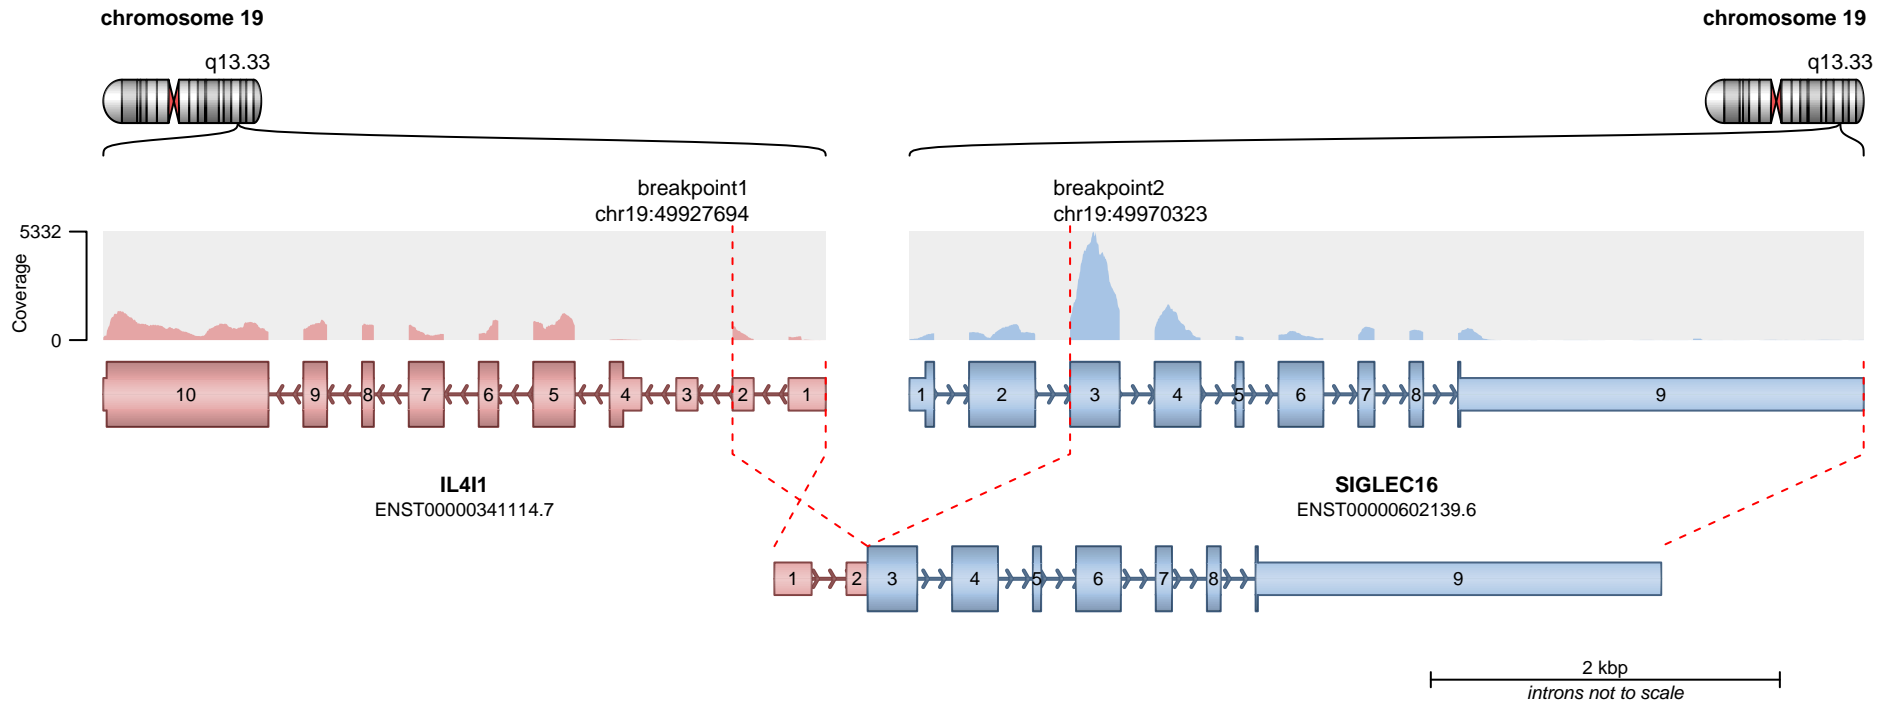 chromosome 19
chromosome 19
q13.33
q13.33
breakpoint1
chr19:49927694
breakpoint2
chr19:49970323
5332
Coverage
0
10 9 8 7 6 5 4 3 2 1
1 2 3 4 5 6 7 8 9
IL4I1
ENST00000341114.7
SIGLEC16
ENST00000602139.6
1 2 3 4 5 6 7 8 9
2 kbp
introns not to scale